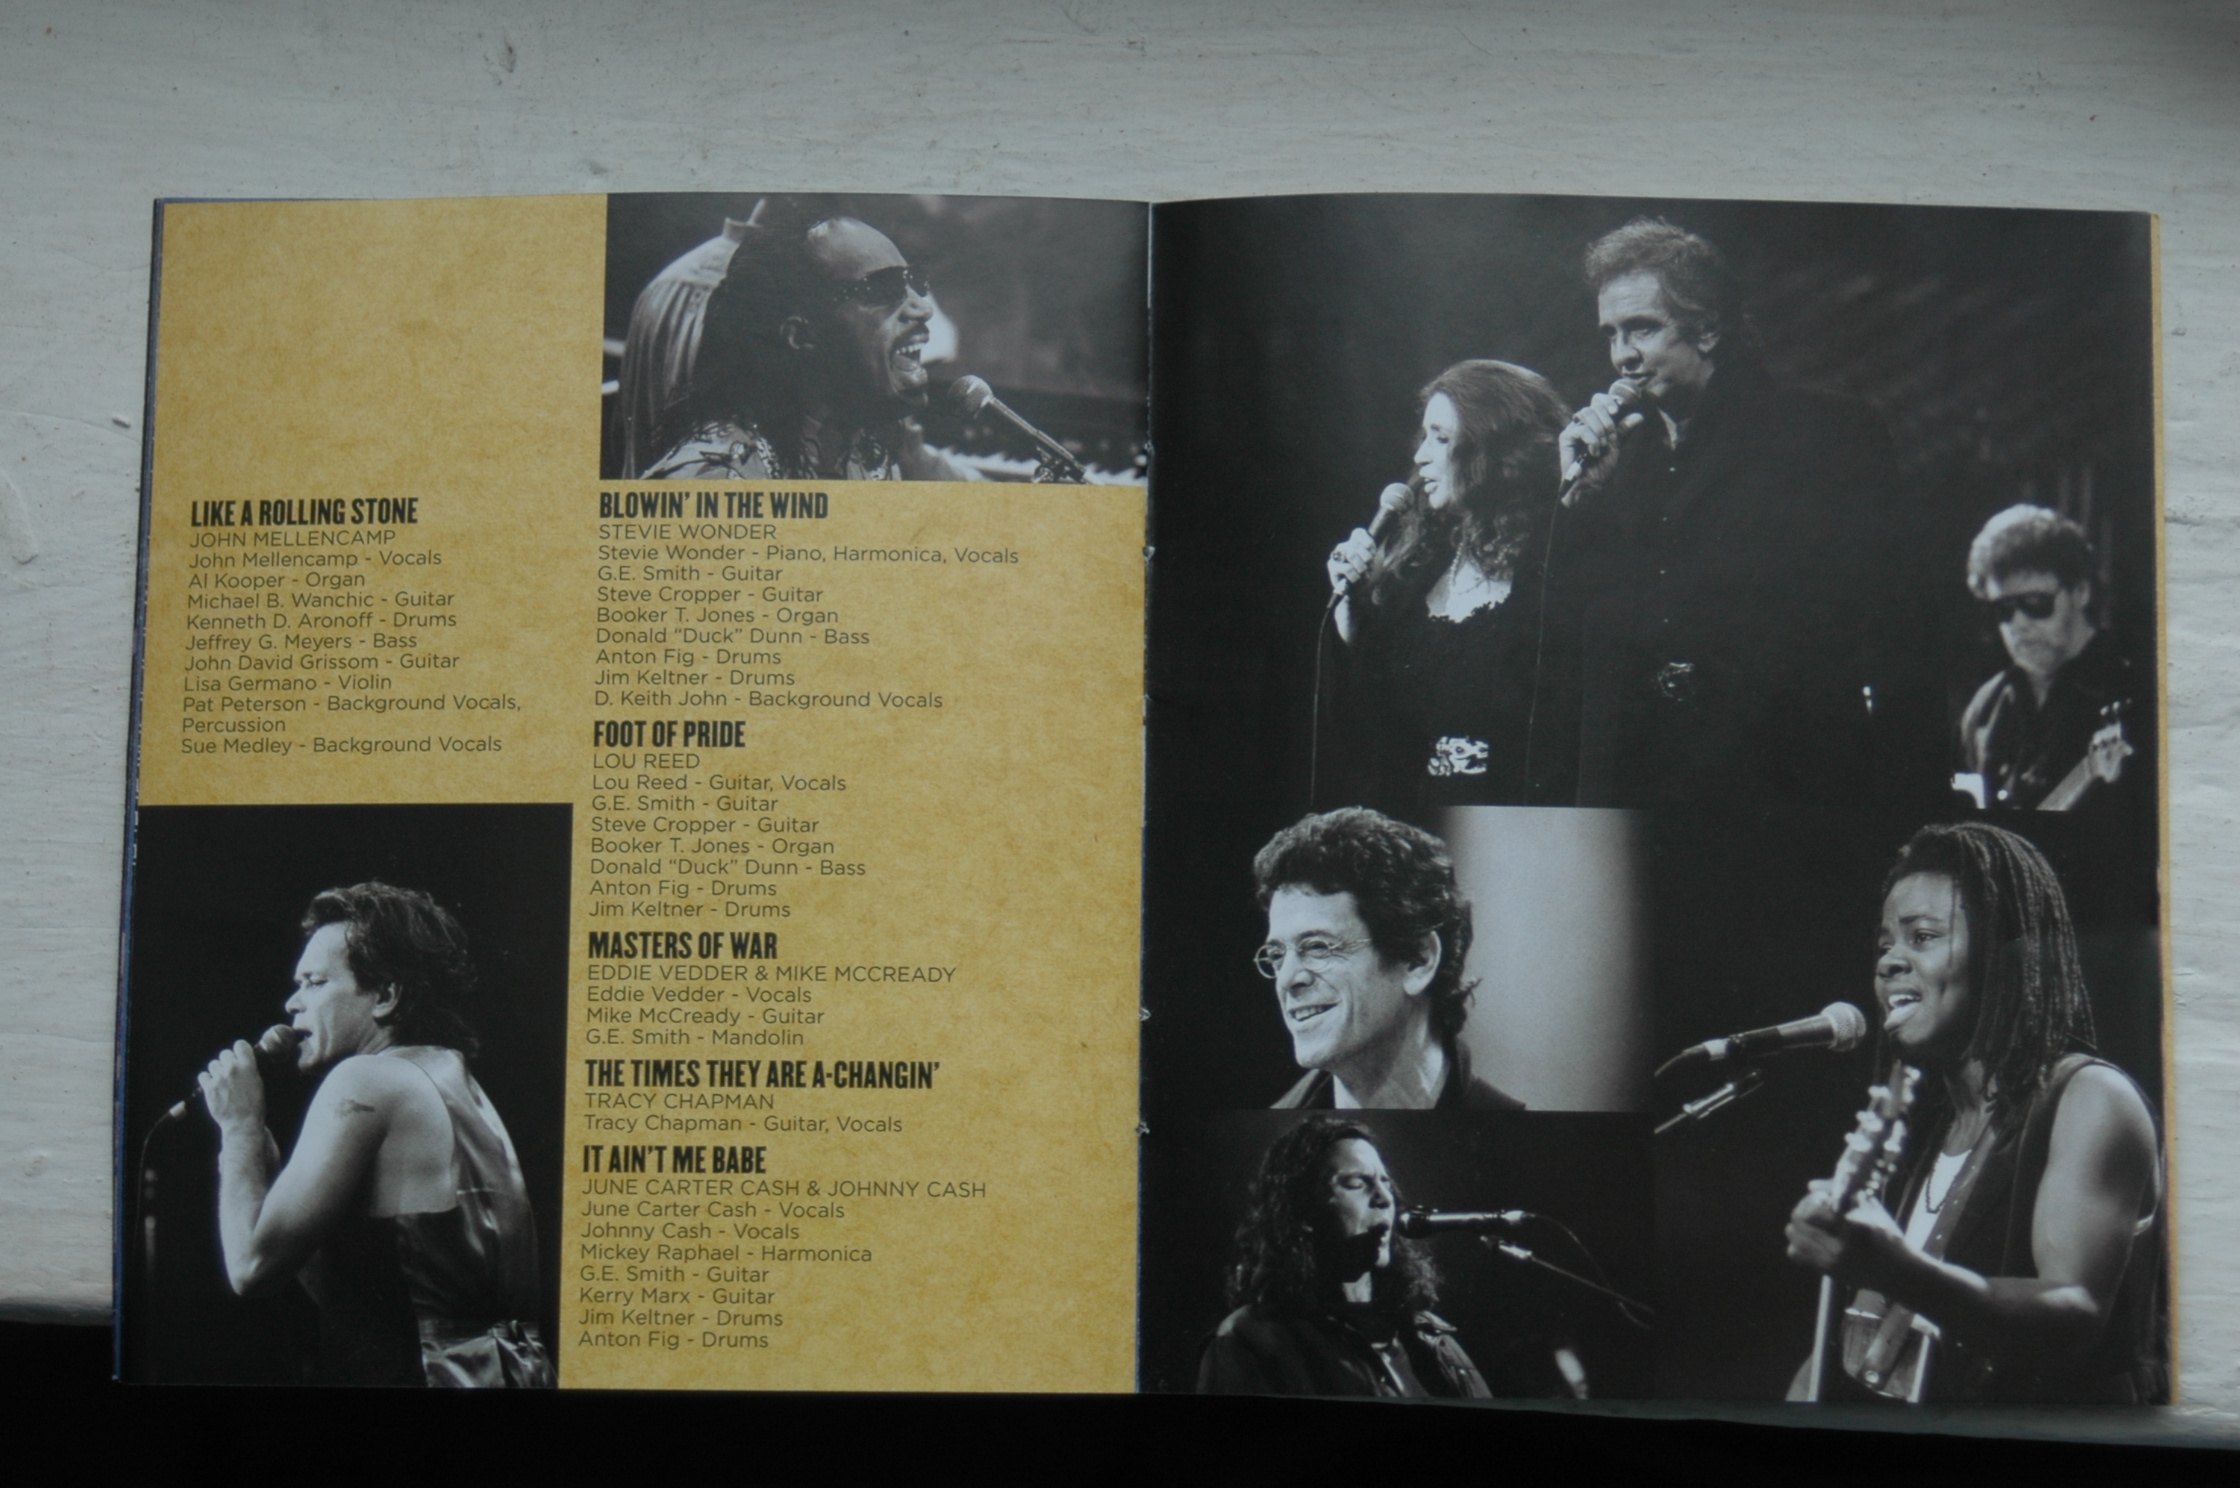 LIKE A ROLLING STONE
JOHN MELLENCAMP
John Mellencamp - Vocals
Al Kooper - Organ
Michael B. Wanchic - Guitar
Kenneth D. Aronoff - Drums
Jeffrey G. Meyers - Bass
John David Grissom - Guitar
Lisa Germano - Violin
Pat Peterson - Background Vocals,
Percussion
Sue Medley - Background Vocals
BLOWIN' IN THE WIND
STEVIE WONDER
Stevie Wonder - Piano, Harmonica, Vocals
G.E. Smith - Guitar
Steve Cropper - Guitar
Booker T. Jones - Organ
Donald “Duck” Dunn - Bass
Anton Fig - Drums
Jim Keltner - Drums
D. Keith John - Background Vocals
FOOT OF PRIDE
LOU REED
Lou Reed - Guitar, Vocals
G.E. Smith - Guitar
Steve Cropper - Guitar
Booker T. Jones - Organ
Donald “Duck” Dunn - Bass
Anton Fig - Drums
Jim Keltner - Drums
MASTERS OF WAR
EDDIE VEDDER & MIKE MCCREADY
Eddie Vedder - Vocals
Mike McCready - Guitar
G.E. Smith - Mandolin
THE TIMES THEY ARE A-CHANGIN'
TRACY CHAPMAN
Tracy Chapman - Guitar, Vocals
IT AIN'T ME BABE
JUNE CARTER CASH & JOHNNY CASH
June Carter Cash - Vocals
Johnny Cash - Vocals
Mickey Raphael - Harmonica
G.E. Smith - Guitar
Kerry Marx - Guitar
Jim Keltner - Drums
Anton Fig - Drums